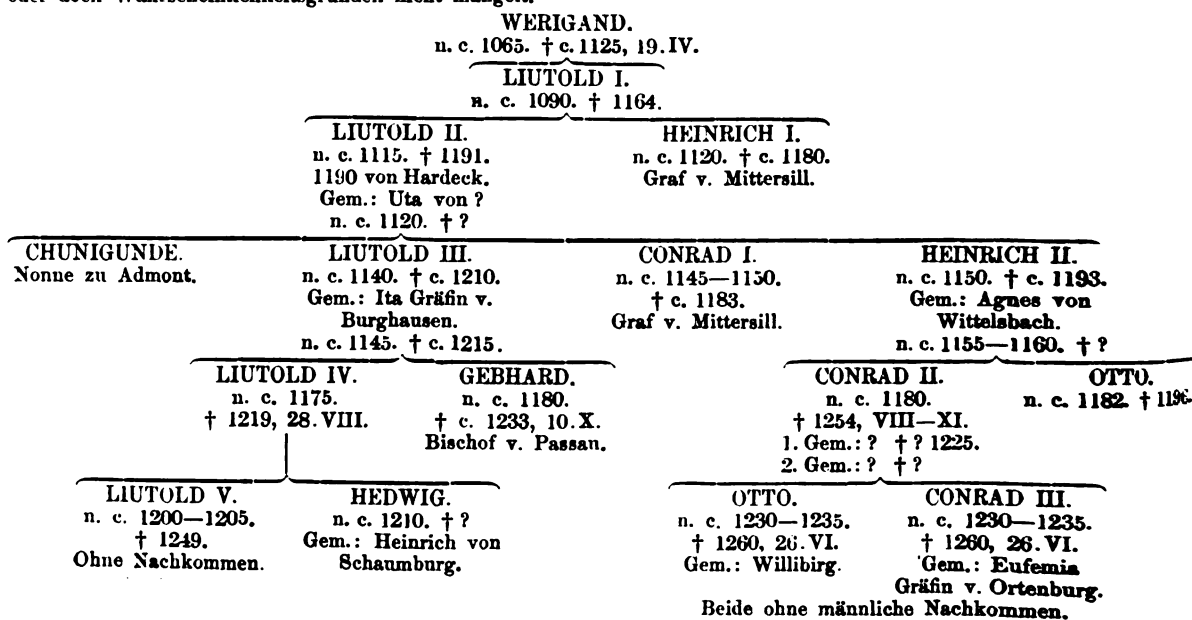 WERIGAND.
n. c. 1065. † c. 1125, 19. IV.
LIUTOLD I.
n. c. 1090. † 1164.
LIUTOLD II.
n. c. 1115. † 1191.
1190 von Hardeck.
Gem.: Uta von ?
n. c. 1120. † ?
HEINRICH I.
n. c. 1120. † c. 1180.
Graf v. Mittersill.
CHUNIGUNDE.
Nonne zu Admont.
LIUTOLD III.
n. c. 1140. † c. 1210.
Gem.: Ita Gräfin v.
Burghausen.
n. c. 1145. † c. 1215.
CONRAD I.
n. c. 1145—1150.
† c. 1183.
Graf v. Mittersill.
HEINRICH II.
n. c. 1150. † c. 1193.
Gem.: Agnes von
Wittelsbach.
n. c. 1155—1160. † ?
LIUTOLD IV.
n. c. 1175.
† 1219, 28. VIII.
GEBHARD.
n. c. 1180.
† c. 1233, 10. X.
Bischof v. Passau.
CONRAD II.
n. c. 1180.
† 1254, VIII—XI.
1. Gem.: ? † ? 1225.
2. Gem.: ? † ?
OTTO.
n. c. 1182. † 1196.
LIUTOLD V.
n. c. 1200—1205.
† 1249.
Ohne Nachkommen.
HEDWIG.
n. c. 1210. † ?
Gem.: Heinrich von
Schaumburg.
OTTO.
n. c. 1230—1235.
† 1260, 26. VI.
Gem.: Willibirg.
CONRAD III.
n. c. 1230—1235.
† 1260, 26. VI.
Gem.: Eufemia
Gräfin v. Ortenburg.
Beide ohne männliche Nachkommen.